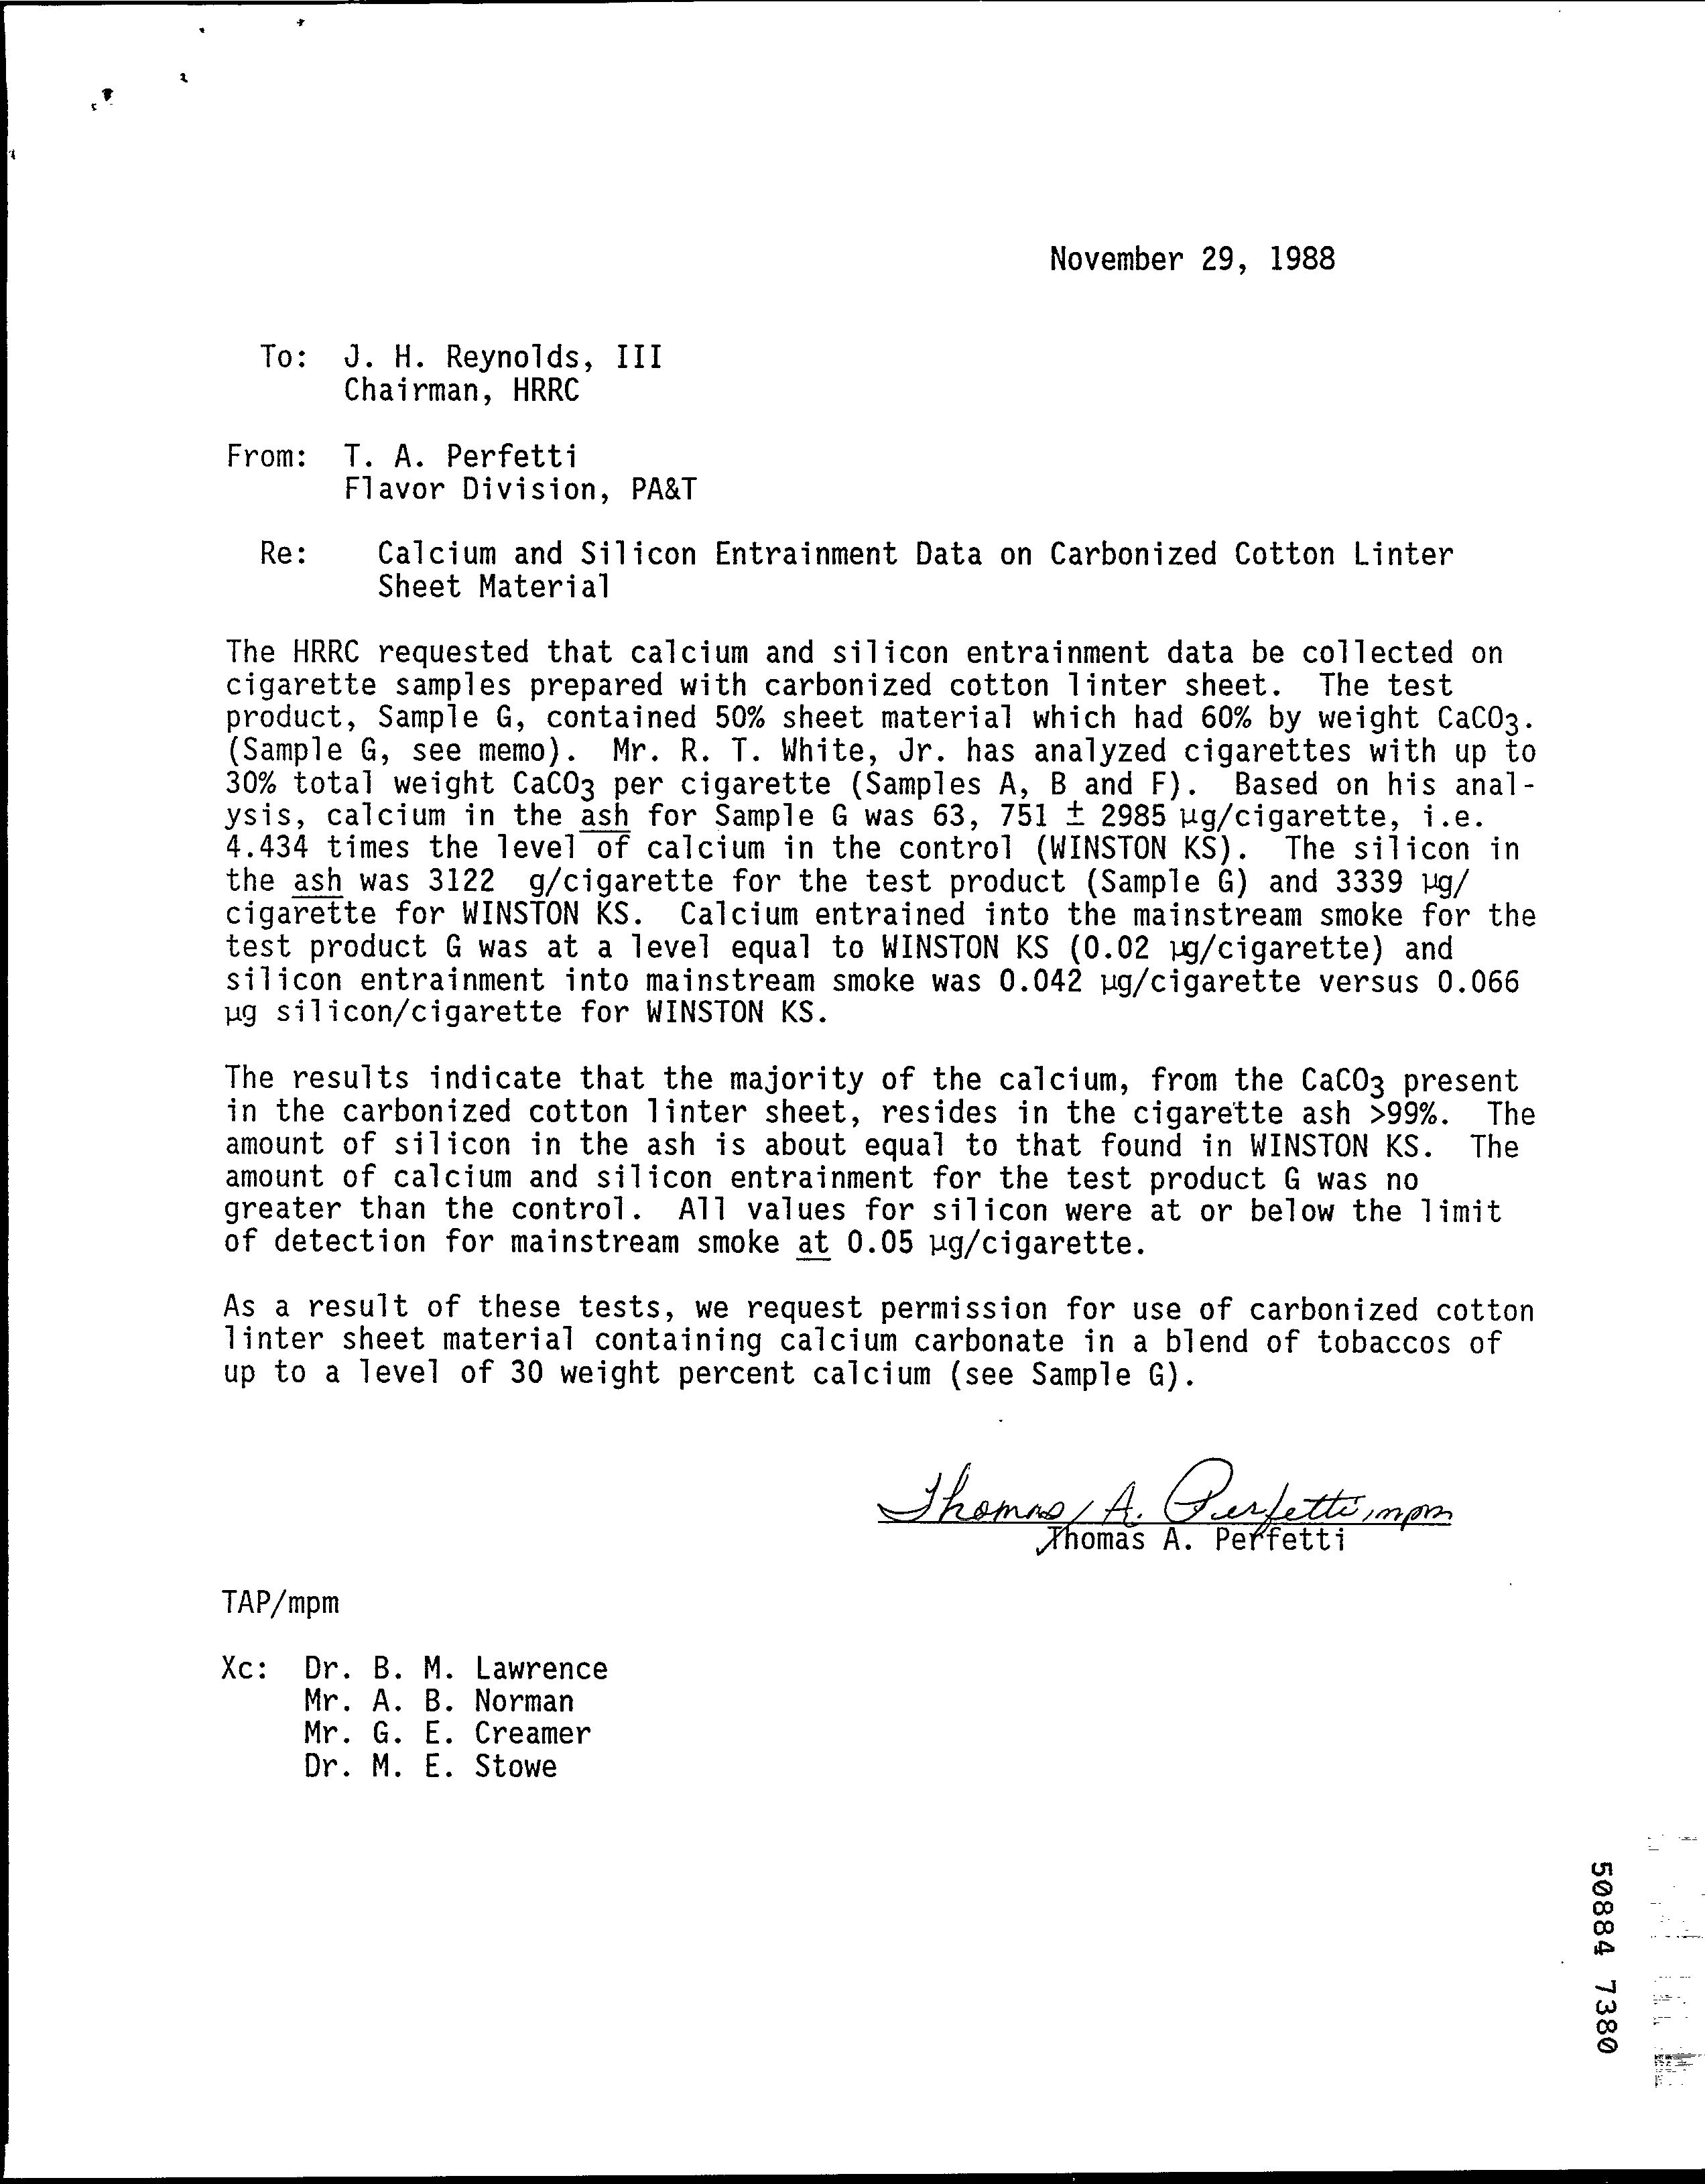 November 29, 1988
To: J. H. Reynolds, III
Chairman, HRRC
From: T. A. Perfetti
Flavor Division, PA&T
Re: Calcium and Silicon Entrainment Data on Carbonized Cotton Linter
Sheet Material
The HRRC requested that calcium and silicon entrainment data be collected on
cigarette samples prepared with carbonized cotton linter sheet. The test
product, Sample G, contained 50% sheet material which had 60% by weight CaCO3.
(Sample G, see memo). Mr. R. T. White, Jr. has analyzed cigarettes with up to
30% total weight CaCO3 per cigarette (Samples A, B and F). Based on his anal-
ysis, calcium in the ash for Sample G was 63, 751 ± 2985 µg/cigarette, i.e.
4.434 times the level of calcium in the control (WINSTON KS). The silicon in
the ash was 3122 g/cigarette for the test product (Sample G) and 3339 µg/
cigarette for WINSTON KS. Calcium entrained into the mainstream smoke for the
test product G was at a level equal to WINSTON KS (0.02 µg/cigarette) and
silicon entrainment into mainstream smoke was 0.042 µg/cigarette versus 0.066
µg silicon/cigarette for WINSTON KS.
The results indicate that the majority of the calcium, from the CaCO3 present
in the carbonized cotton linter sheet, resides in the cigarette ash >99%. The
amount of silicon in the ash is about equal to that found in WINSTON KS. The
amount of calcium and silicon entrainment for the test product G was no
greater than the control. All values for silicon were at or below the limit
of detection for mainstream smoke at 0.05 µg/cigarette.
As a result of these tests, we request permission for use of carbonized cotton
linter sheet material containing calcium carbonate in a blend of tobaccos of
up to a level of 30 weight percent calcium (see Sample G).
Thomas A. Perfetti, mpm
Thomas A. Perfetti
TAP/mpm
Xc: Dr. B. M. Lawrence
Mr. A. B. Norman
Mr. G. E. Creamer
Dr. M. E. Stowe
50884 7380